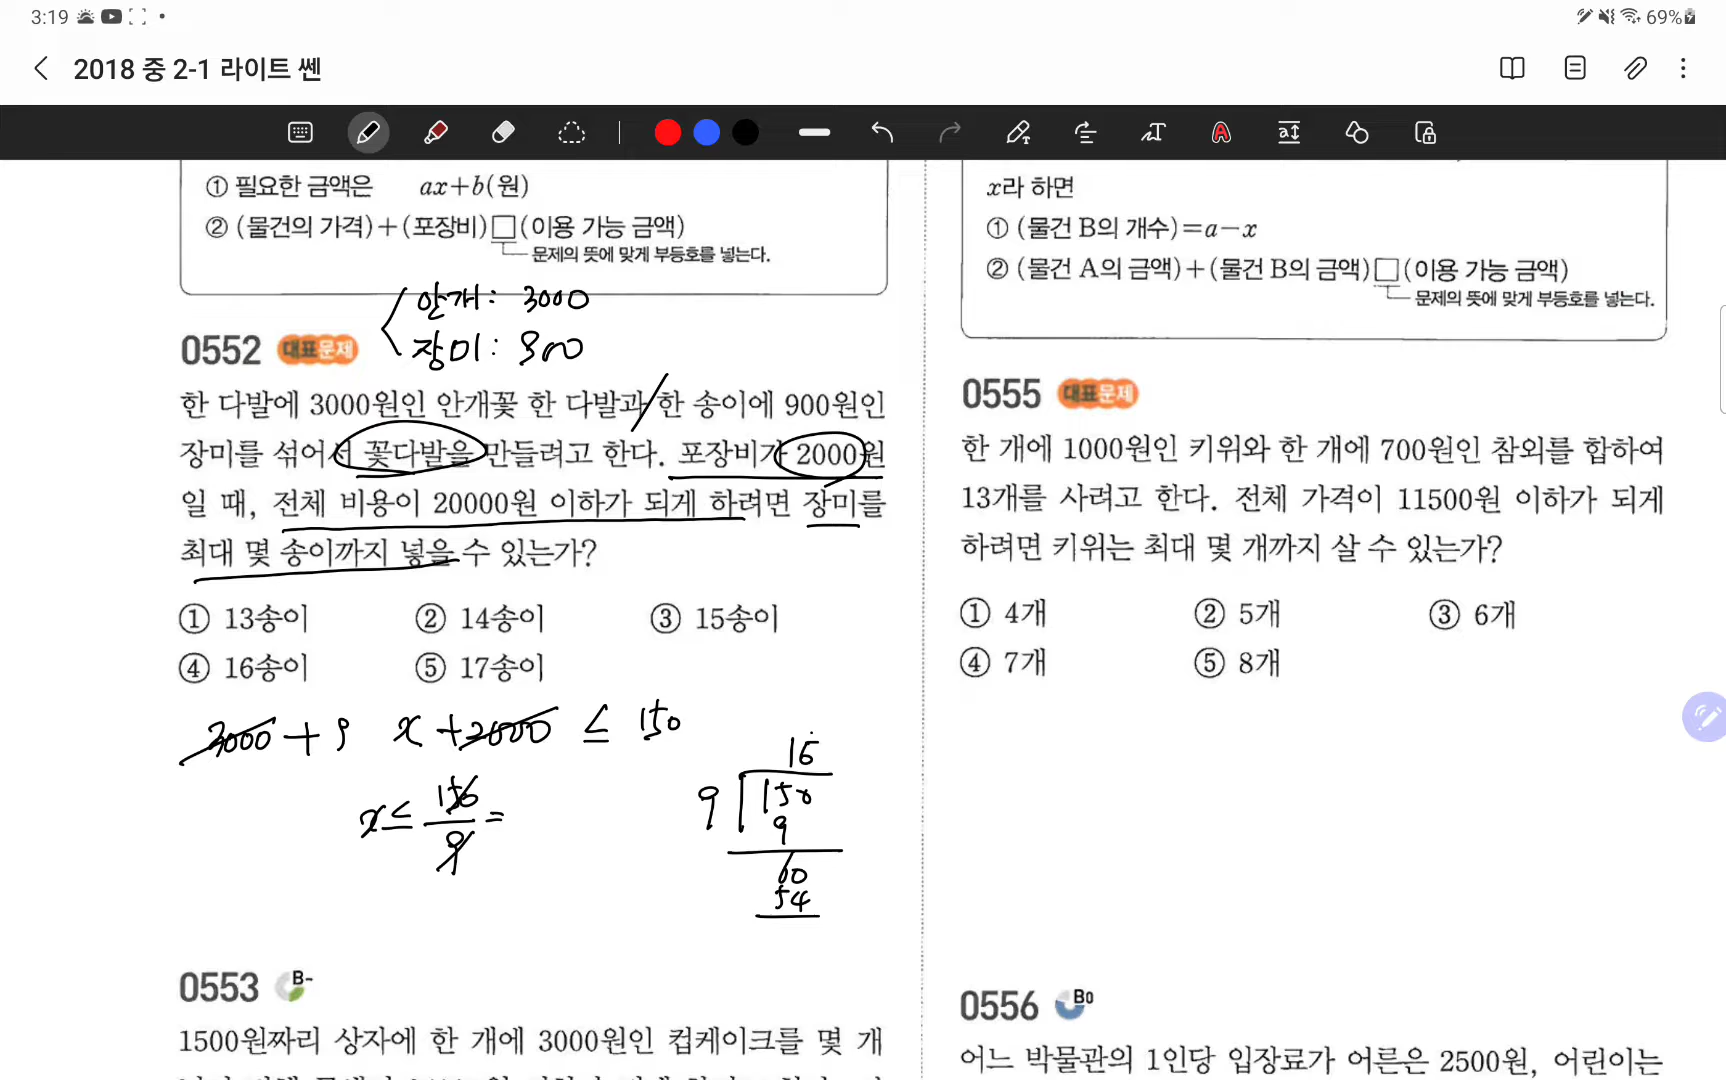 3:19
69%
2018 중 2-1 라이트 쎈
① 필요한 금액은 ax+b(원)
② (물건의 가격)+(포장비)□(이용 가능 금액)
문제의 뜻에 맞게 부등호를 넣는다.
안개: 3000
장미: 900
0552 대표문제
한 다발에 3000원인 안개꽃 한 다발과 한 송이에 900원인
장미를 섞어서 꽃다발을 만들려고 한다. 포장비가 2000원
일 때, 전체 비용이 20000원 이하가 되게 하려면 장미를
최대 몇 송이까지 넣을 수 있는가?
① 13송이 ② 14송이 ③ 15송이
④ 16송이 ⑤ 17송이
3000 + 9 x + 2000 ≤ 150
x ≤ 150/9 =
16
9 150
9
60
54
0553 B-
1500원짜리 상자에 한 개에 3000원인 컵케이크를 몇 개
x라 하면
① (물건 B의 개수)=a-x
② (물건 A의 금액)+(물건 B의 금액)□(이용 가능 금액)
문제의 뜻에 맞게 부등호를 넣는다.
0555 대표문제
한 개에 1000원인 키위와 한 개에 700원인 참외를 합하여
13개를 사려고 한다. 전체 가격이 11500원 이하가 되게
하려면 키위는 최대 몇 개까지 살 수 있는가?
① 4개 ② 5개 ③ 6개
④ 7개 ⑤ 8개
0556 B0
어느 박물관의 1인당 입장료가 어른은 2500원, 어린이는